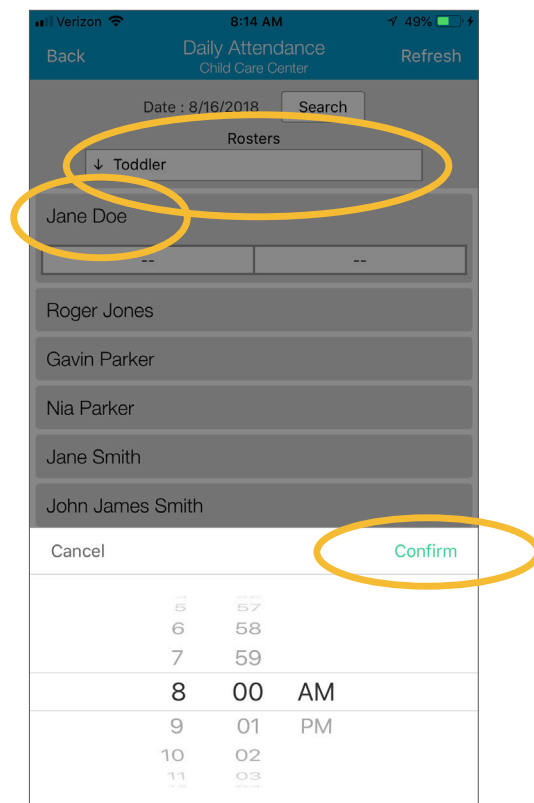 Verizon 8:14 AM 49%
Back Daily Attendance Refresh
Child Care Center
Date : 8/16/2018 Search
Rosters
↓ Toddler
Jane Doe
-- --
Roger Jones
Gavin Parker
Nia Parker
Jane Smith
John James Smith
Cancel Confirm
5 57
6 58
7 59
8 00 AM
9 01 PM
10 02
11 03